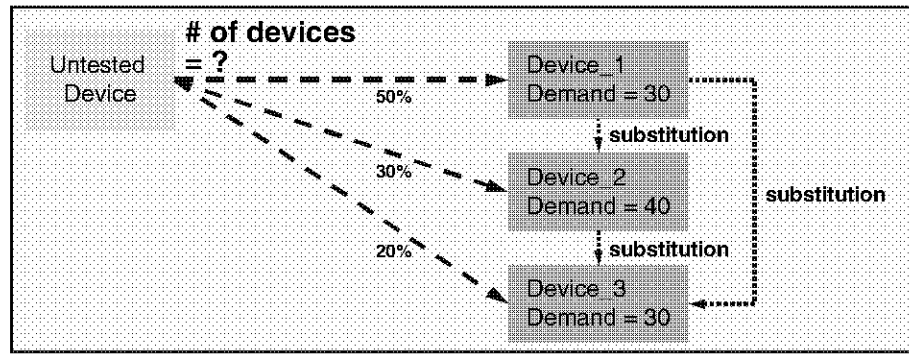 # of devices
= ?
Untested
Device
50%
30%
20%
Device_1
Demand = 30
substitution
Device_2
Demand = 40
substitution
substitution
Device_3
Demand = 30